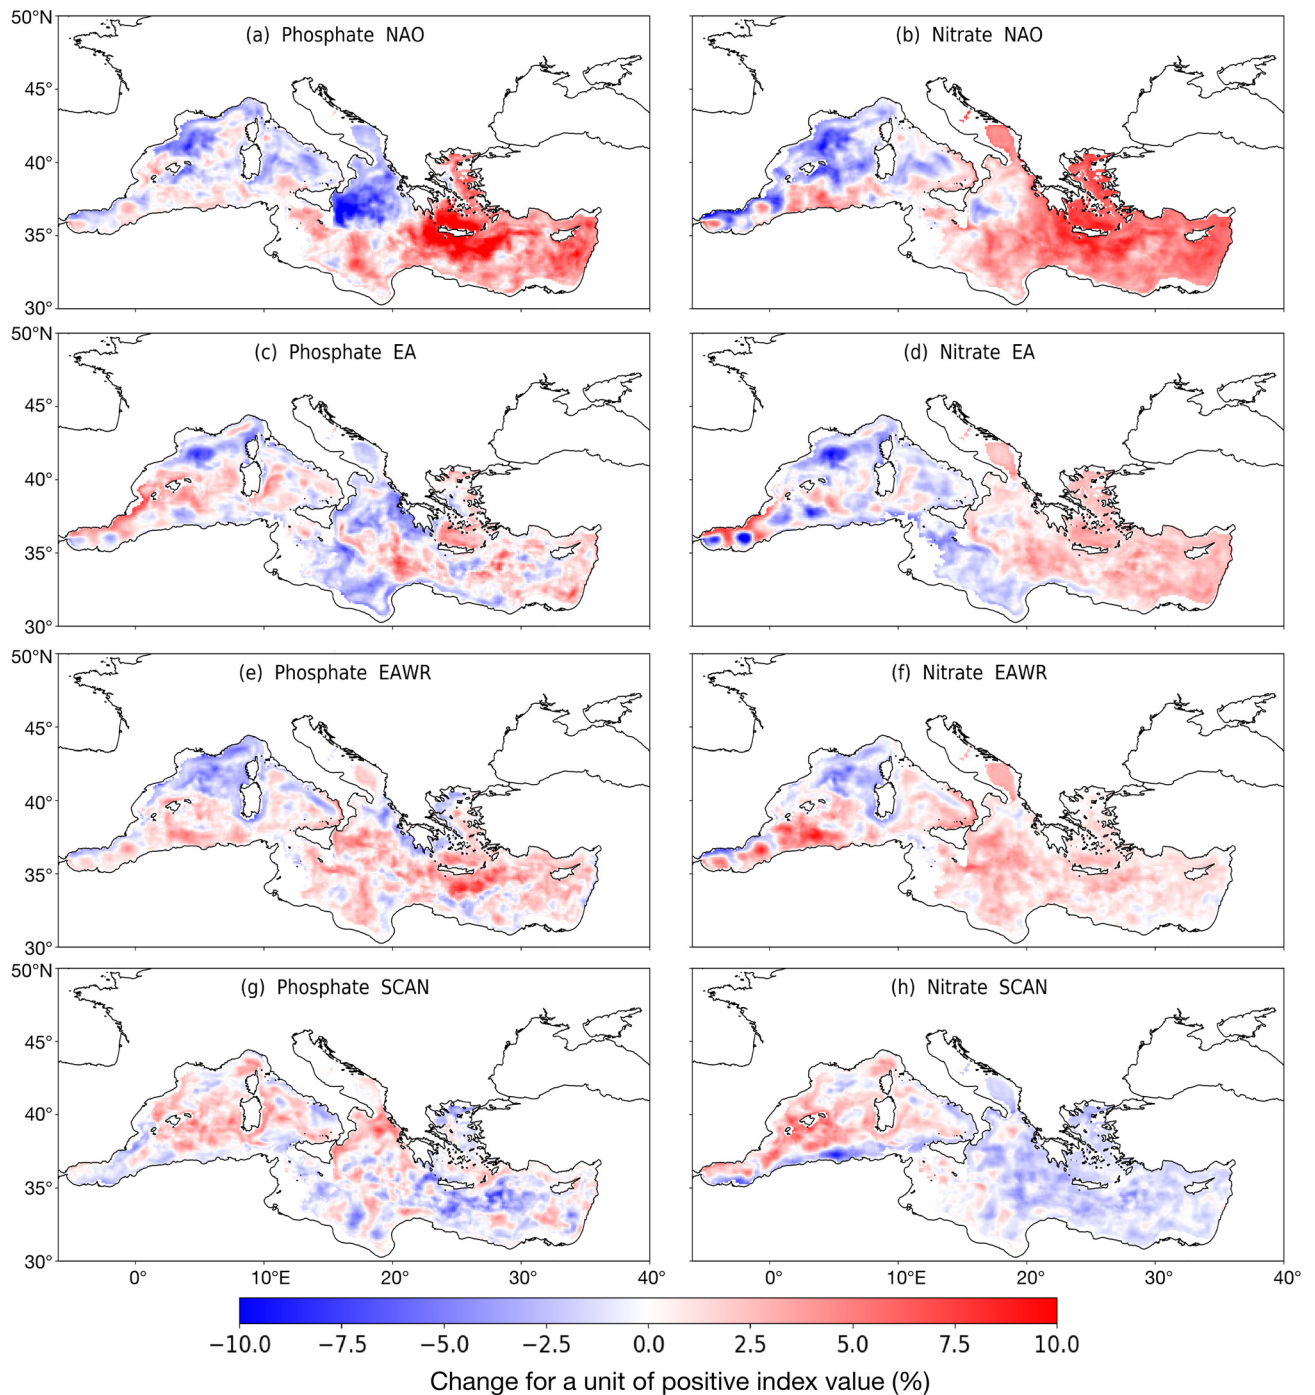 50°N
(a) Phosphate NAO
(b) Nitrate NAO
45°
40°
35°
30°
50°N
(c) Phosphate EA
(d) Nitrate EA
45°
40°
35°
30°
50°N
(e) Phosphate EAWR
(f) Nitrate EAWR
45°
40°
35°
30°
50°N
(g) Phosphate SCAN
(h) Nitrate SCAN
45°
40°
35°
30°
0° 10°E 20° 30° 40° 0° 10°E 20° 30° 40°
−10.0 −7.5 −5.0 −2.5 0.0 2.5 5.0 7.5 10.0
Change for a unit of positive index value (%)